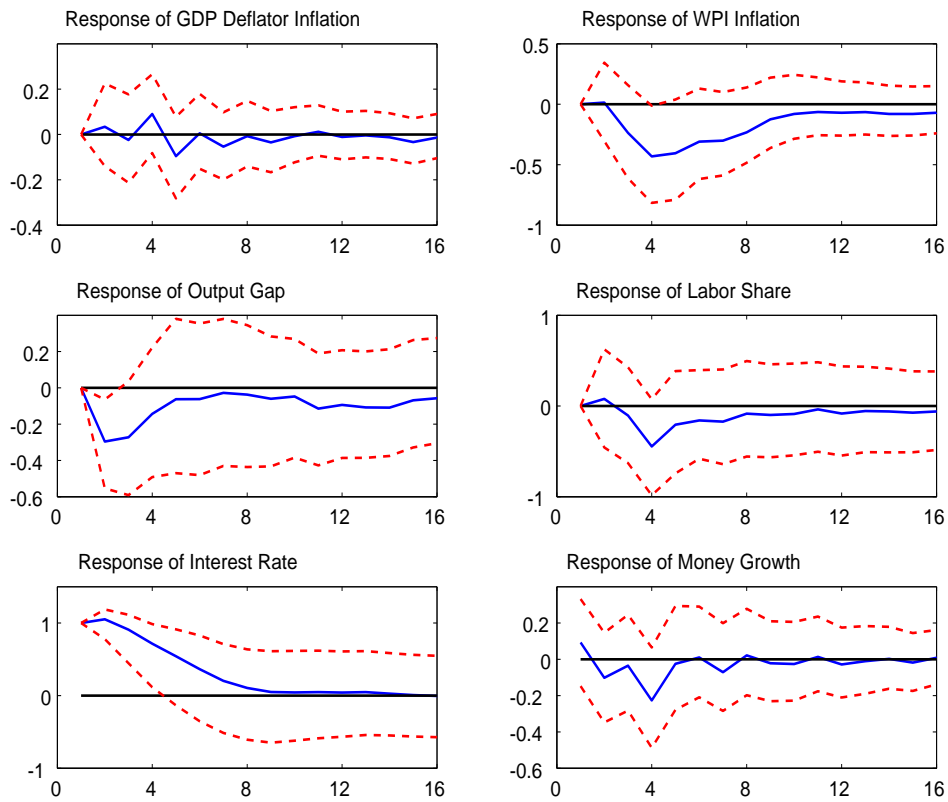 Response of GDP Deflator Inflation
0.2
0
-0.2
-0.4
0 4 8 12 16
Response of WPI Inflation
0.5
0
-0.5
-1
0 4 8 12 16
Response of Output Gap
0.2
0
-0.2
-0.4
-0.6
0 4 8 12 16
Response of Labor Share
1
0
-1
0 4 8 12 16
Response of Interest Rate
1
0
-1
0 4 8 12 16
Response of Money Growth
0.2
0
-0.2
-0.4
-0.6
0 4 8 12 16